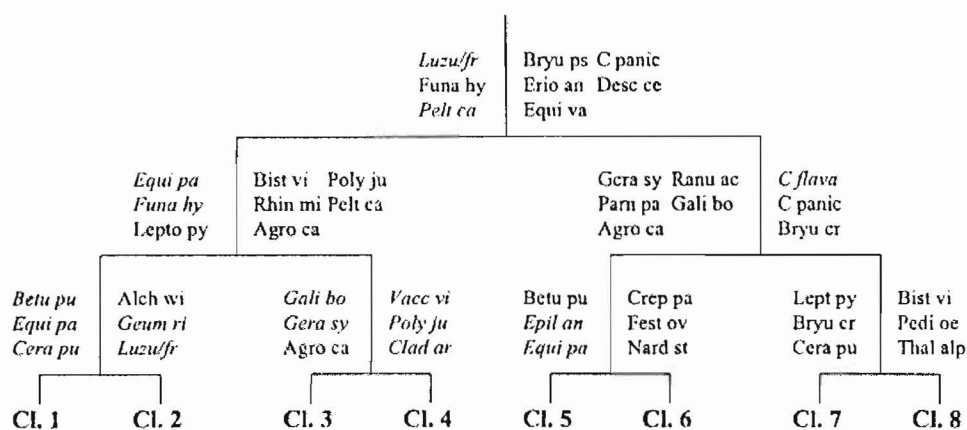 Luzu/fr Bryu ps C panic
Funa hy Erio an Desc ce
Pelt ca Equi va
Equi pa Bist vi Poly ju Gera sy Ranu ac C flava
Funa hy Rhin mi Pelt ca Parn pa Gali bo C panic
Lepto py Agro ca Agro ca Bryu cr
Betu pu Alch wi Gali bo Vacc vi Betu pu Crep pa Lept py Bist vi
Equi pa Geum ri Gera sy Poly ju Epil an Fest ov Bryu cr Pedi oe
Cera pu Luzu/fr Agro ca Clad ar Equi pa Nard st Cera pu Thal alp
Cl. 1 Cl. 2 Cl. 3 Cl. 4 Cl. 5 Cl. 6 Cl. 7 Cl. 8